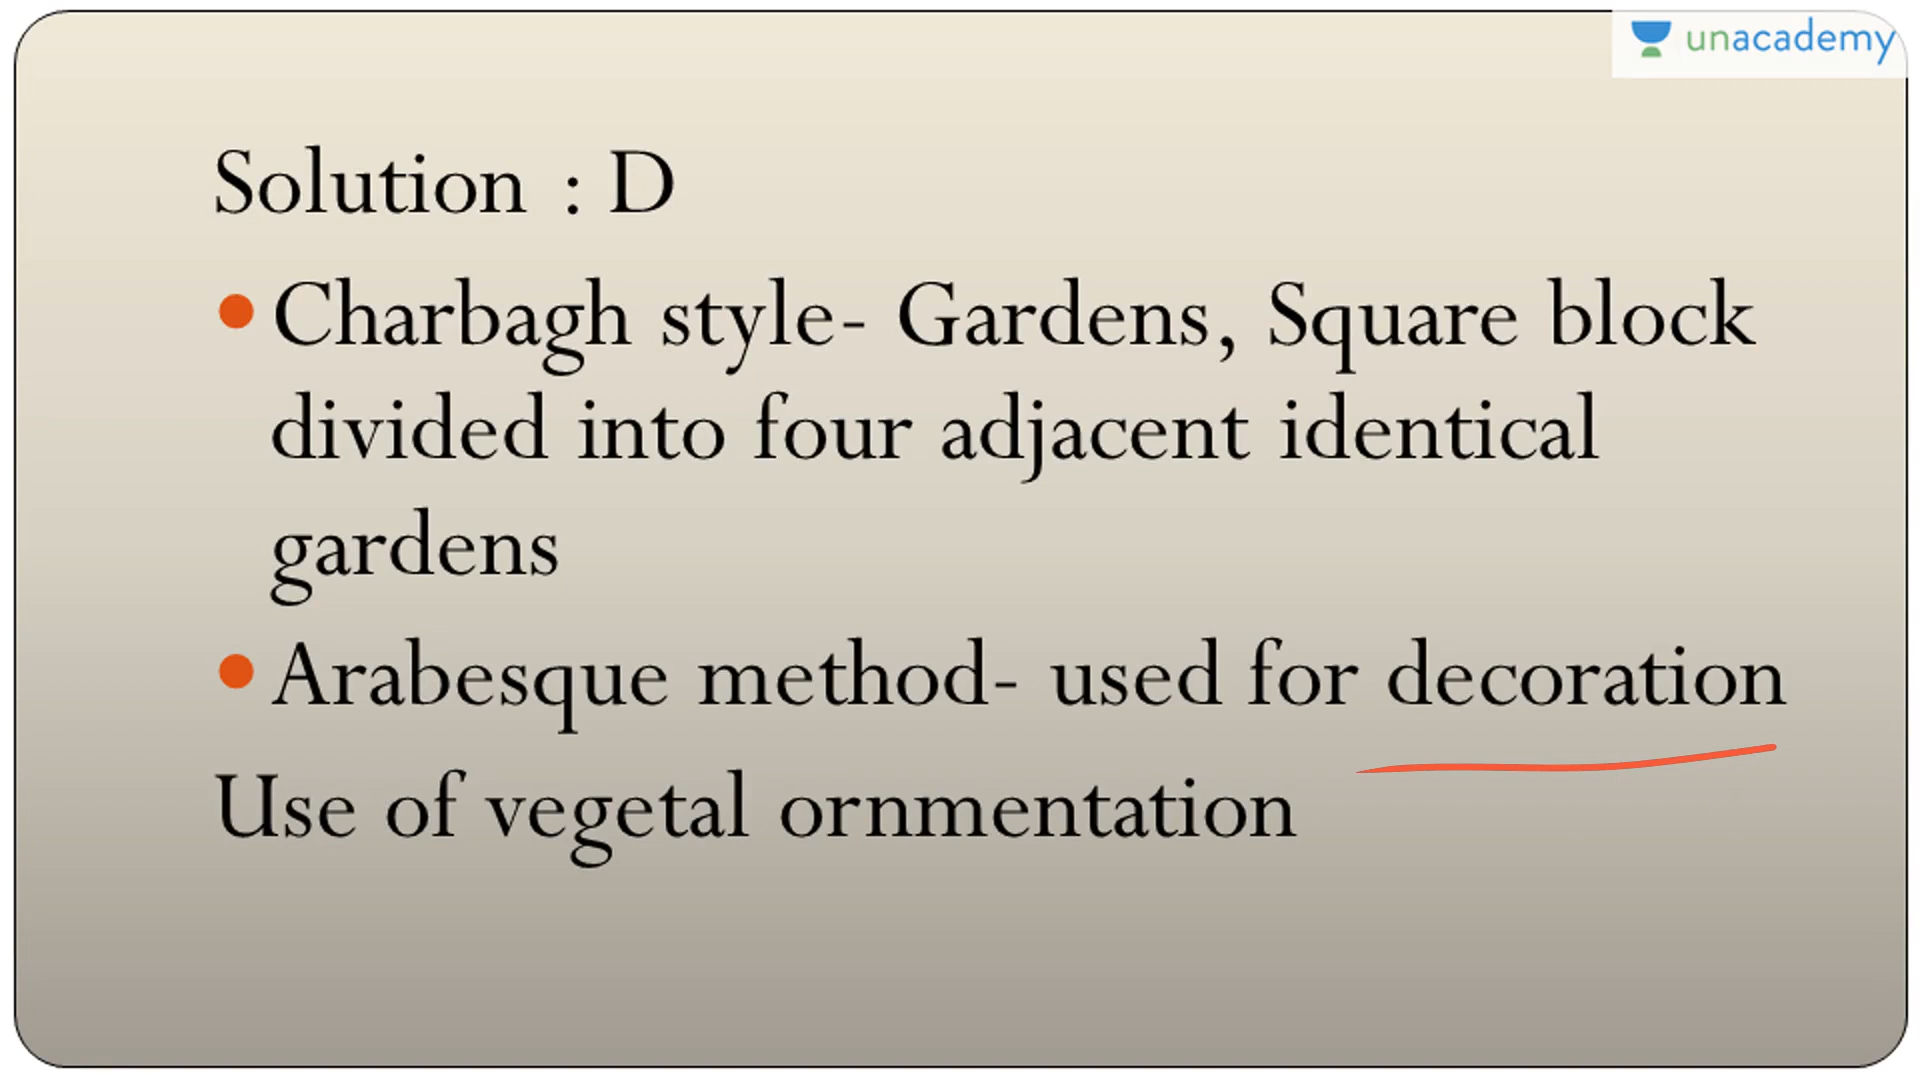 unacademy
Solution : D
• Charbagh style- Gardens, Square block
divided into four adjacent identical
gardens
• Arabesque method- used for decoration
Use of vegetal ornmentation